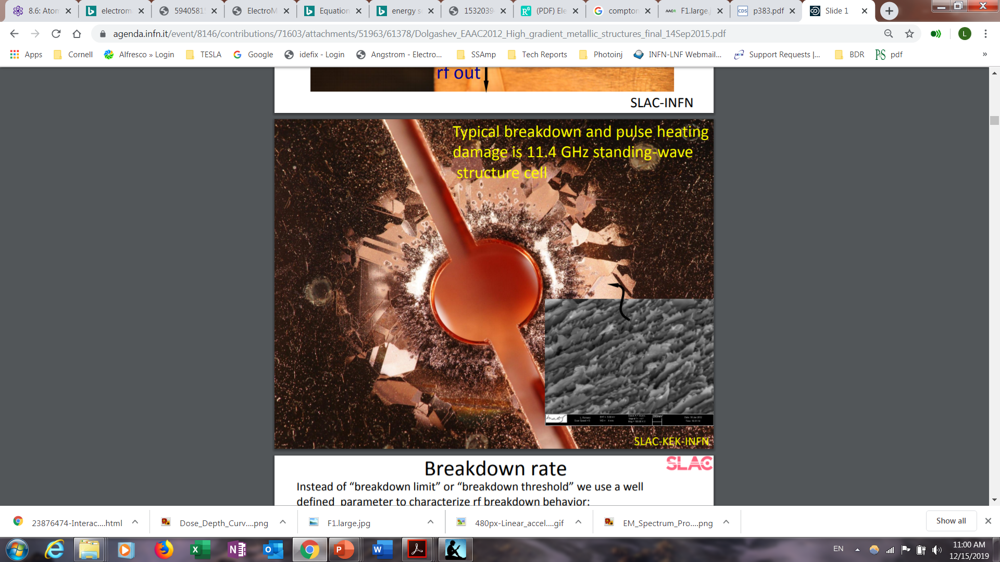 8.6: Atom
electrom
5940581
ElectroM
Equation
energy s
1532039
(PDF) Ele
compton
F1.large.j
p383.pdf
Slide 1
agenda.infn.it/event/8146/contributions/71603/attachments/51963/61378/Dolgashev_EAAC2012_High_gradient_metallic_structures_final_14Sep2015.pdf
L
Apps
Cornell
Alfresco » Login
TESLA
Google
idefix - Login
Angstrom - Electro...
SSAmp
Tech Reports
Photoinj
INFN-LNF Webmail...
Support Requests |...
BDR
pdf
»
rf out
SLAC-INFN
Typical breakdown and pulse heating
damage is 11.4 GHz standing-wave
structure cell
200nm
SLAC-KEK-INFN
SLAC
Breakdown rate
Instead of “breakdown limit” or “breakdown threshold” we use a well
defined parameter to characterize rf breakdown behavior:
23876474-Interac....html
Dose_Depth_Curv....png
F1.large.jpg
480px-Linear_accel....gif
EM_Spectrum_Pro....png
Show all
EN
11:00 AM
12/15/2019